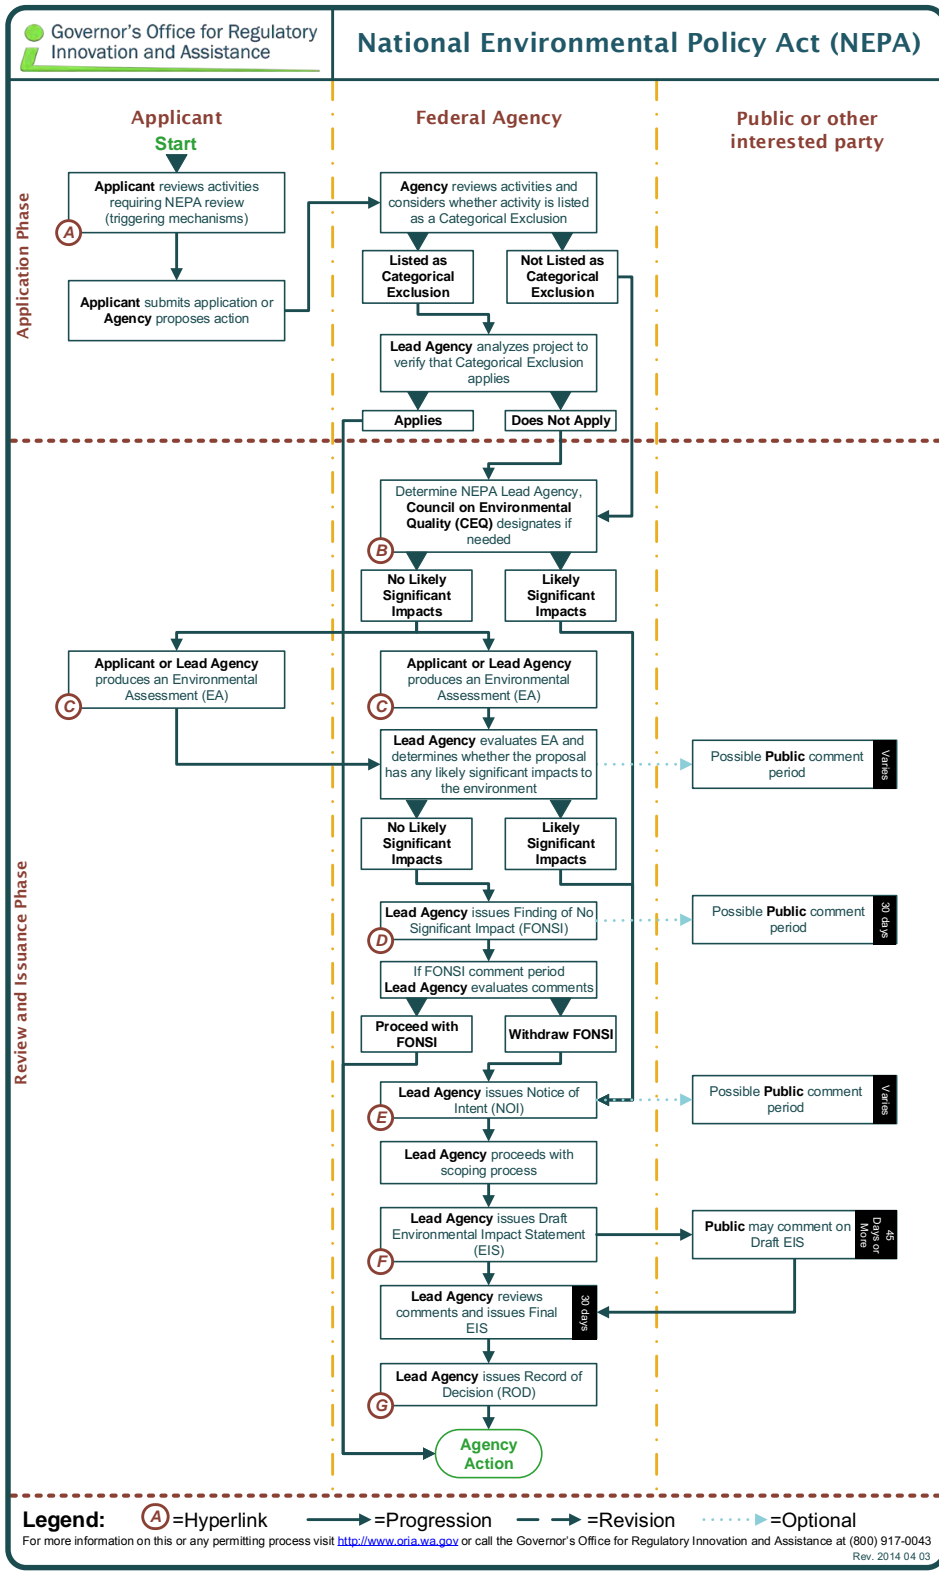 Governor's Office for Regulatory
Innovation and Assistance
National Environmental Policy Act (NEPA)
Applicant
Federal Agency
Public or other
interested party
Start
Application Phase
Applicant reviews activities
requiring NEPA review
(triggering mechanisms)
A
Agency reviews activities and
considers whether activity is listed
as a Categorical Exclusion
Listed as
Categorical
Exclusion
Not Listed as
Categorical
Exclusion
Applicant submits application or
Agency proposes action
Lead Agency analyzes project to
verify that Categorical Exclusion
applies
Applies
Does Not Apply
Review and Issuance Phase
Determine NEPA Lead Agency,
Council on Environmental
Quality (CEQ) designates if
needed
B
No Likely
Significant
Impacts
Likely
Significant
Impacts
Applicant or Lead Agency
produces an Environmental
Assessment (EA)
C
Applicant or Lead Agency
produces an Environmental
Assessment (EA)
C
Lead Agency evaluates EA and
determines whether the proposal
has any likely significant impacts to
the environment
Possible Public comment
period
Varies
No Likely
Significant
Impacts
Likely
Significant
Impacts
Lead Agency issues Finding of No
Significant Impact (FONSI)
D
Possible Public comment
period
30 days
If FONSI comment period
Lead Agency evaluates comments
Proceed with
FONSI
Withdraw FONSI
Lead Agency issues Notice of
Intent (NOI)
E
Possible Public comment
period
Varies
Lead Agency proceeds with
scoping process
Lead Agency issues Draft
Environmental Impact Statement
(EIS)
F
Public may comment on
Draft EIS
45
Days or
More
Lead Agency reviews
comments and issues Final
EIS
30 days
Lead Agency issues Record of
Decision (ROD)
G
Agency
Action
Legend: A =Hyperlink =Progression =Revision =Optional
For more information on this or any permitting process visit http://www.oria.wa.gov or call the Governor's Office for Regulatory Innovation and Assistance at (800) 917-0043
Rev. 2014 04 03